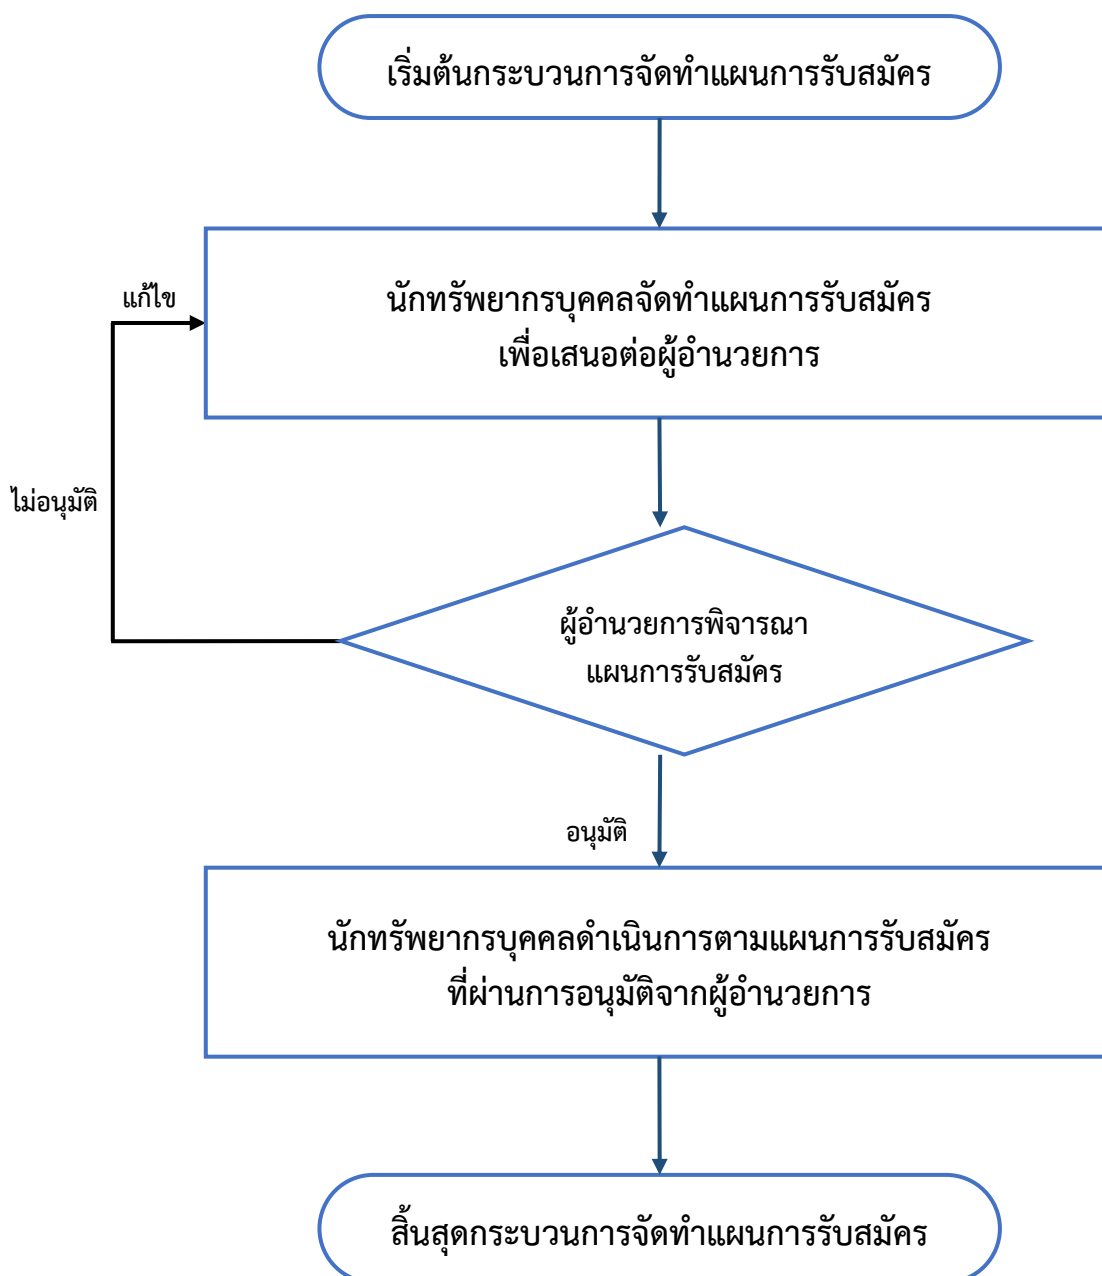 เริ่มต้นกระบวนการจัดทำแผนการรับสมัคร
แก้ไข
นักทรัพยากรบุคคลจัดทำแผนการรับสมัคร
เพื่อเสนอต่อผู้อำนวยการ
ไม่อนุมัติ
ผู้อำนวยการพิจารณา
แผนการรับสมัคร
อนุมัติ
นักทรัพยากรบุคคลดำเนินการตามแผนการรับสมัคร
ที่ผ่านการอนุมัติจากผู้อำนวยการ
สิ้นสุดกระบวนการจัดทำแผนการรับสมัคร